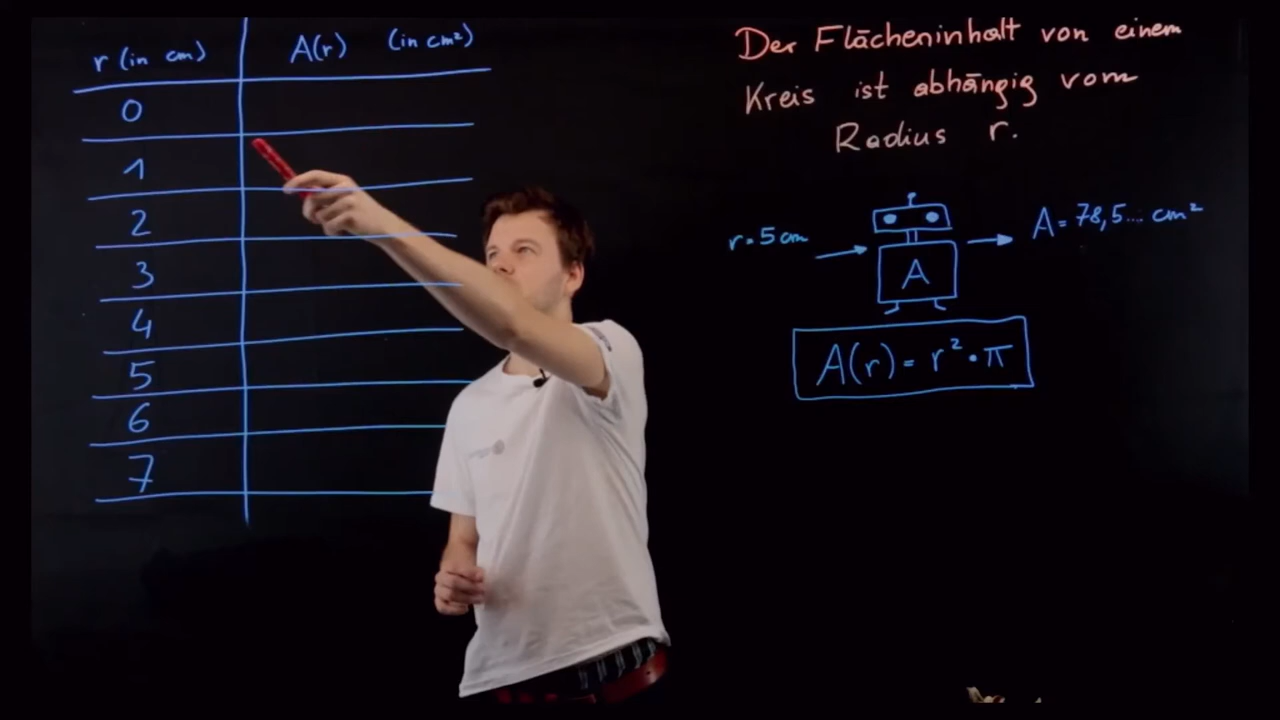 r (in cm) A(r) (in cm²)
0
1
2
3
4
5
6
7
Der Flächeninhalt von einem
Kreis ist abhängig vom
Radius r.
r = 5 cm
A = 78,5... cm²
A
A(r) = r² · π